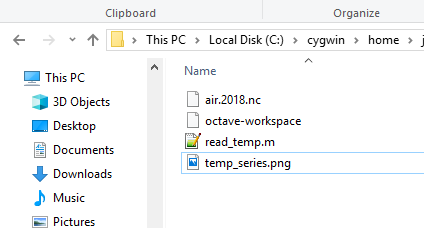 Clipboard
Organize
This PC
Local Disk (C:)
cygwin
home
This PC
3D Objects
Desktop
Documents
Downloads
Music
Pictures
Name
air.2018.nc
octave-workspace
read_temp.m
temp_series.png